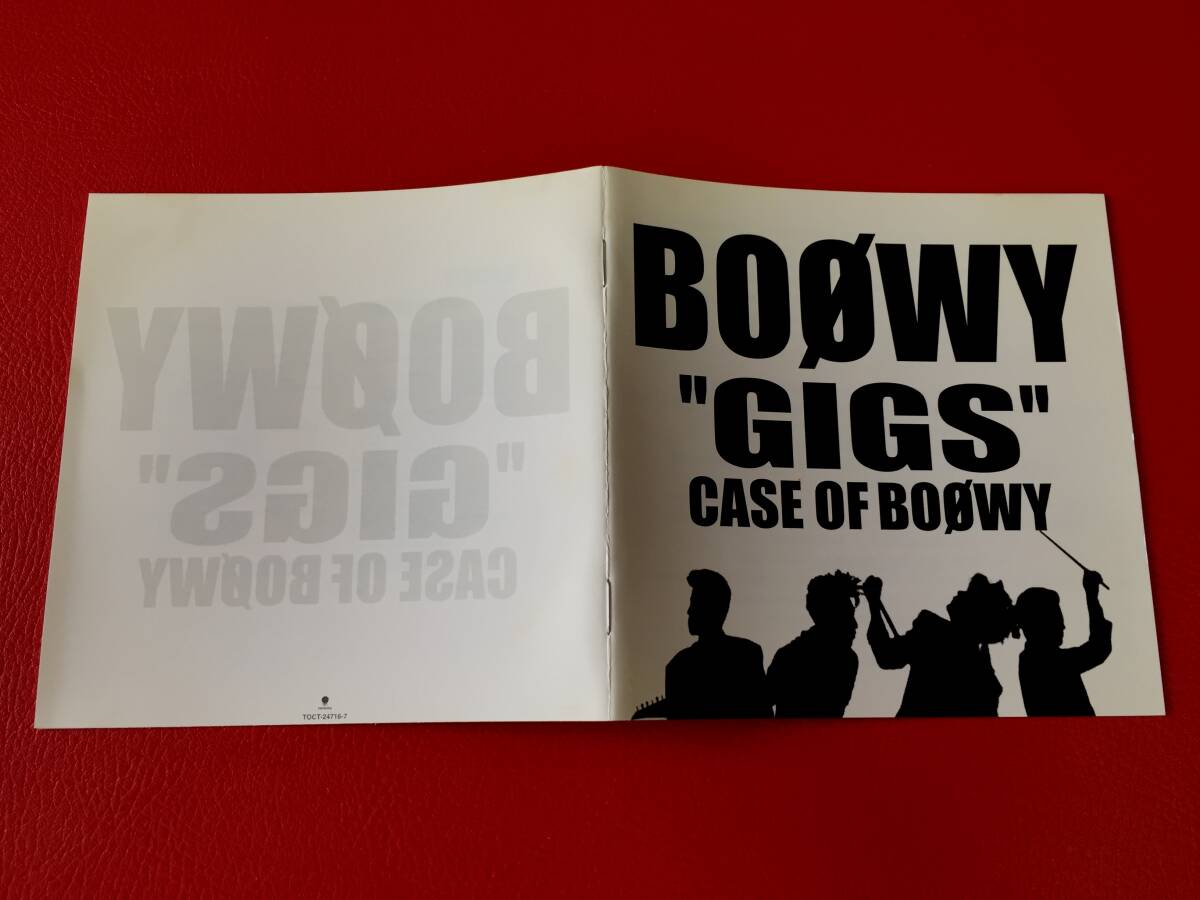 BOØWY
"GIGS"
CASE OF BOØWY
BOØWY
"GIGS"
CASE OF BOØWY
TOCT-24716-7